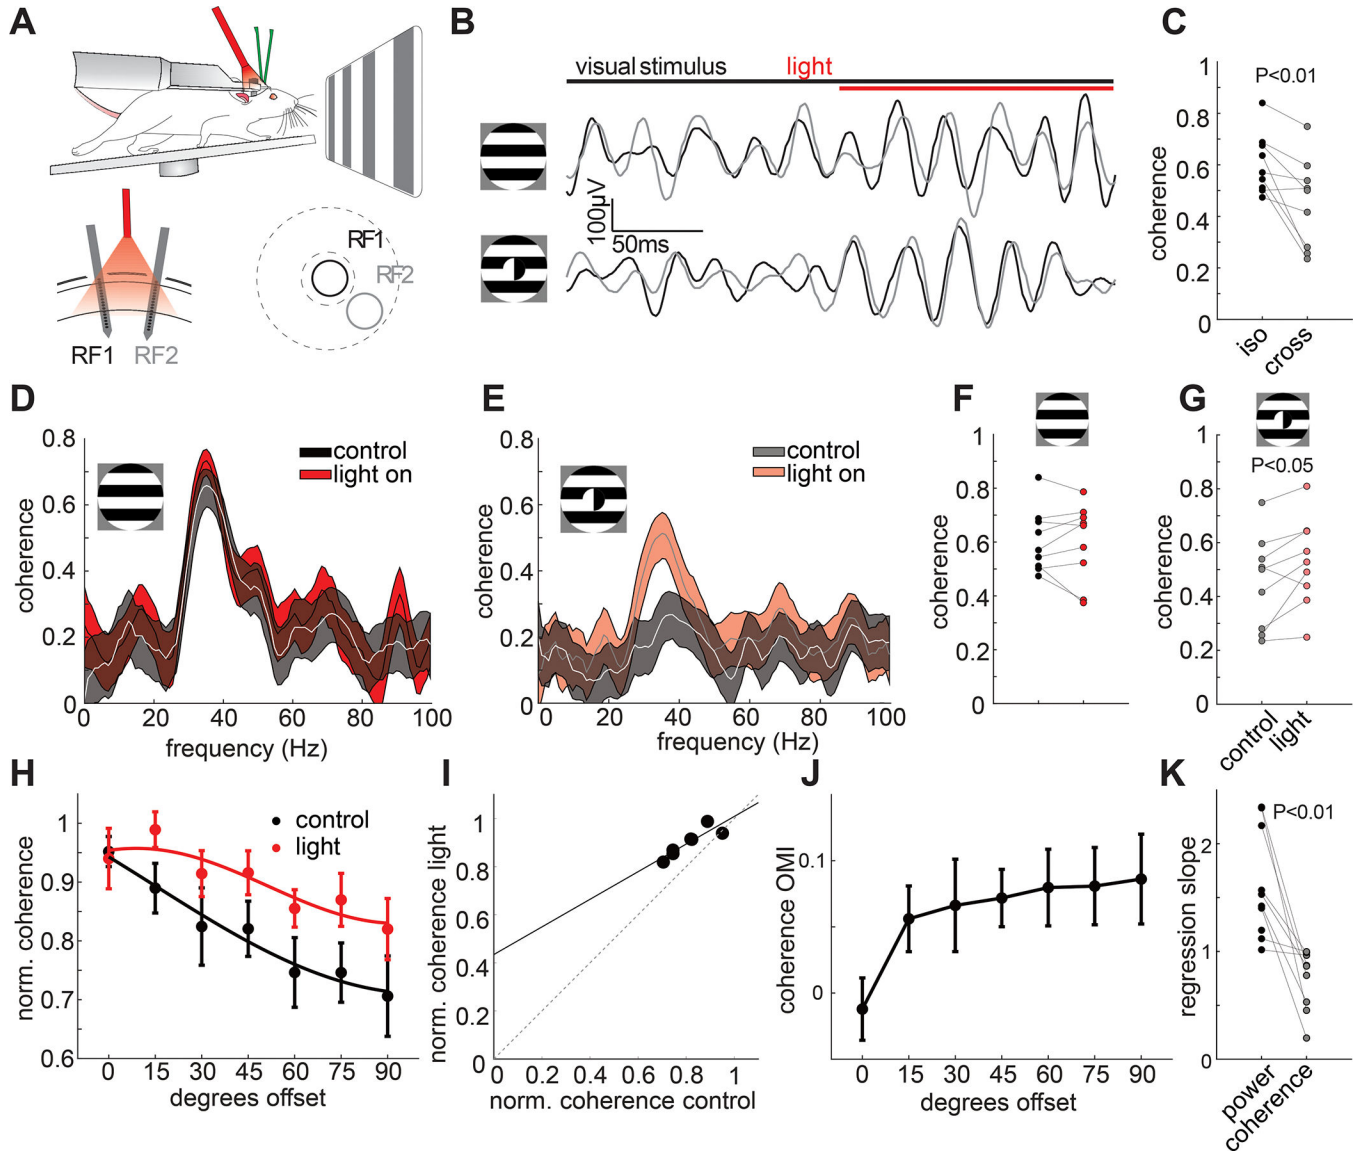 A
RF1
RF2
RF1
RF2
B
visual stimulus
light
100µV
50ms
C
P<0.01
coherence
1
0.8
0.6
0.4
0.2
0
iso
cross
D
coherence
0.8
0.6
0.4
0.2
0
control
light on
0
20
40
60
80
100
frequency (Hz)
E
coherence
0.8
0.6
0.4
0.2
0
control
light on
0
20
40
60
80
100
frequency (Hz)
F
coherence
1
0.8
0.6
0.4
0.2
0
G
P<0.05
coherence
1
0.8
0.6
0.4
0.2
0
control
light
H
norm. coherence
1
0.9
0.8
0.7
0.6
control
light
0
15
30
45
60
75
90
degrees offset
I
norm. coherence light
1
0.8
0.6
0.4
0.2
0
0
0.2
0.4
0.6
0.8
1
norm. coherence control
J
coherence OMI
0.1
0
0
15
30
45
60
75
90
degrees offset
K
P<0.01
regression slope
2
1
0
power
coherence